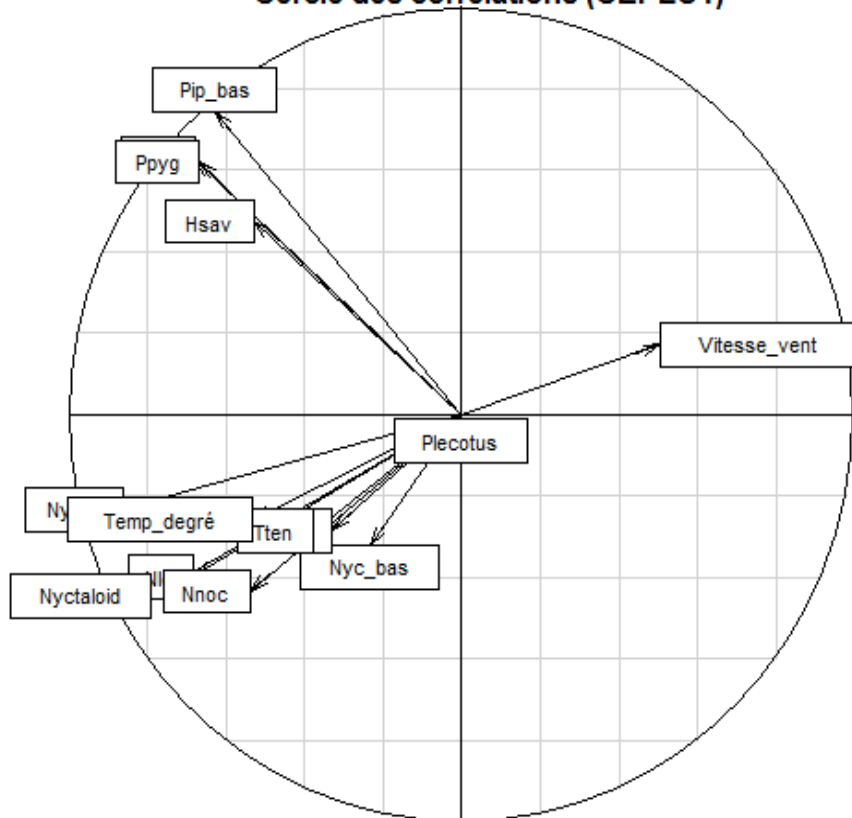 Pip_bas
Ppyg
Hsav
Vitesse_vent
Plecotus
Temp_degré
Tten
Nyc_bas
Nnoc
Nyctaloid